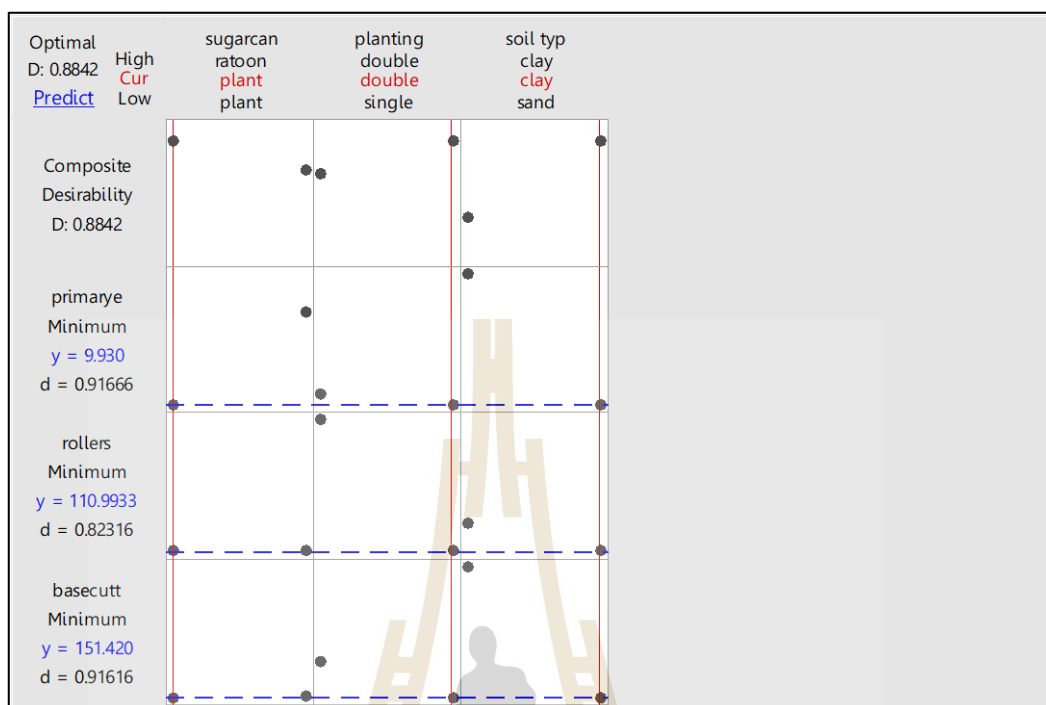 Optimal
D: 0.8842
Predict
High
Cur
Low
sugarcan
ratoon
plant
plant
planting
double
double
single
soil typ
clay
clay
sand
Composite
Desirability
D: 0.8842
primarye
Minimum
y = 9.930
d = 0.91666
rollers
Minimum
y = 110.9933
d = 0.82316
basecutt
Minimum
y = 151.420
d = 0.91616